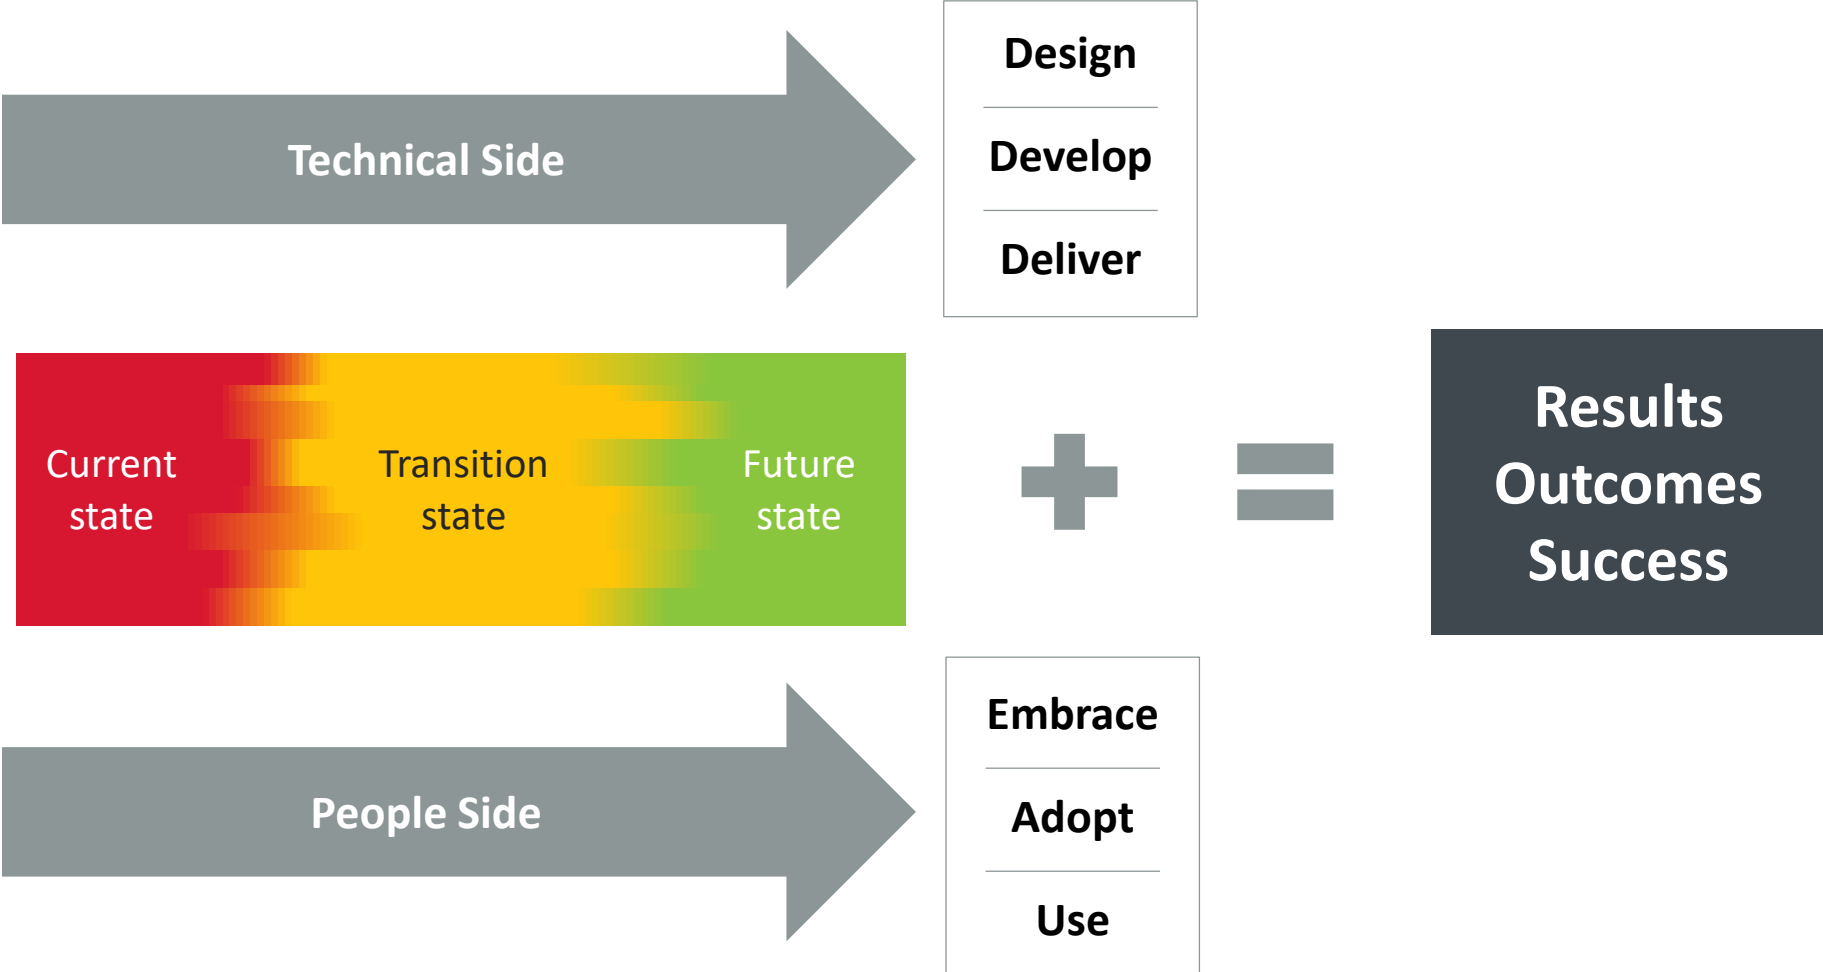 Technical Side
Design
Develop
Deliver
Current
state
Transition
state
Future
state
Results
Outcomes
Success
People Side
Embrace
Adopt
Use